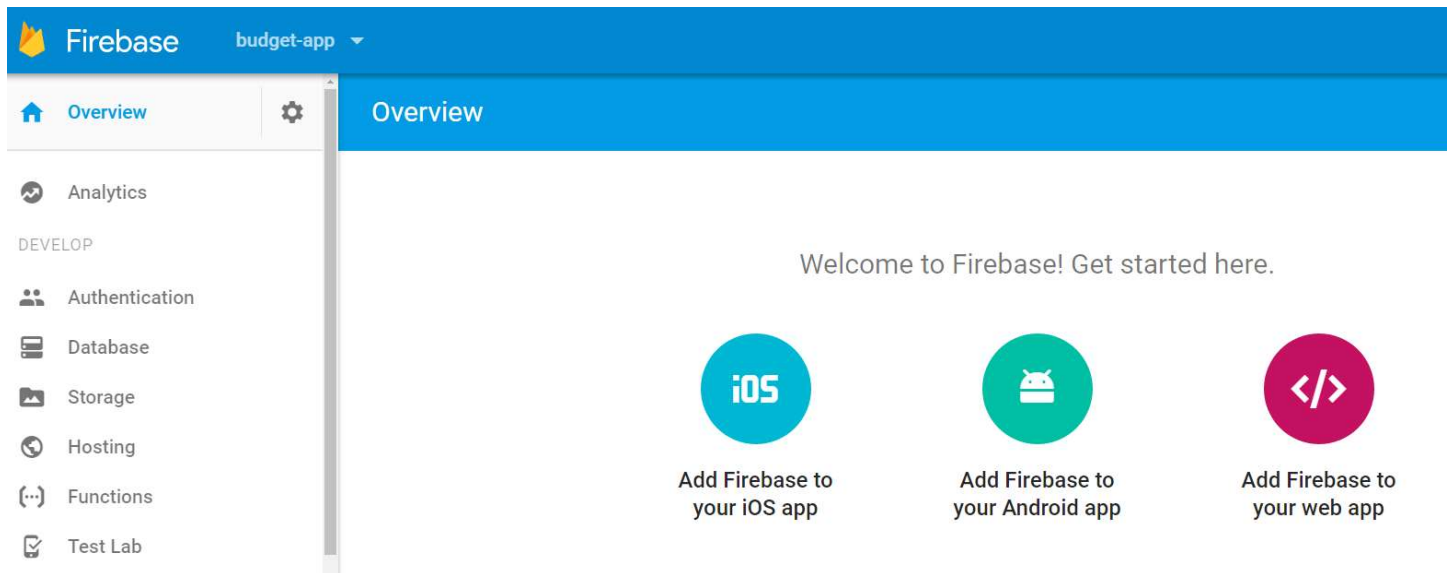 Firebase budget-app
Overview
Overview
Analytics
DEVELOP
Authentication
Database
Storage
Hosting
Functions
Test Lab
Welcome to Firebase! Get started here.
iOS
</>
Add Firebase to
your iOS app
Add Firebase to
your Android app
Add Firebase to
your web app